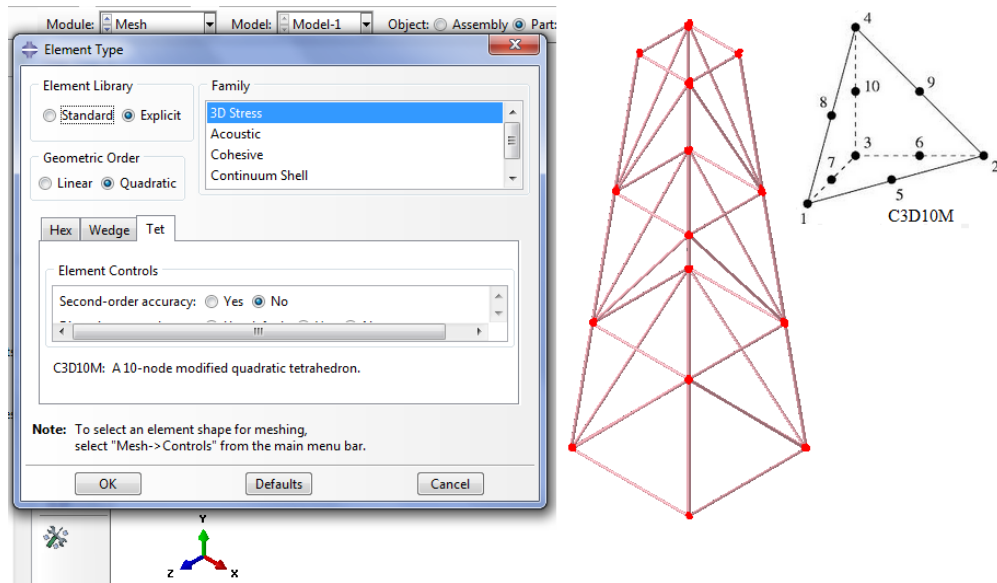 Module: Mesh Model: Model-1 Object: Assembly Part:
Element Type
Element Library
Standard Explicit
Geometric Order
Linear Quadratic
Family
3D Stress
Acoustic
Cohesive
Continuum Shell
Hex Wedge Tet
Element Controls
Second-order accuracy: Yes No
C3D10M: A 10-node modified quadratic tetrahedron.
Note: To select an element shape for meshing,
select "Mesh->Controls" from the main menu bar.
OK Defaults Cancel
Y
Z X
4
10 9
8
3 6
7 2
5
1
C3D10M